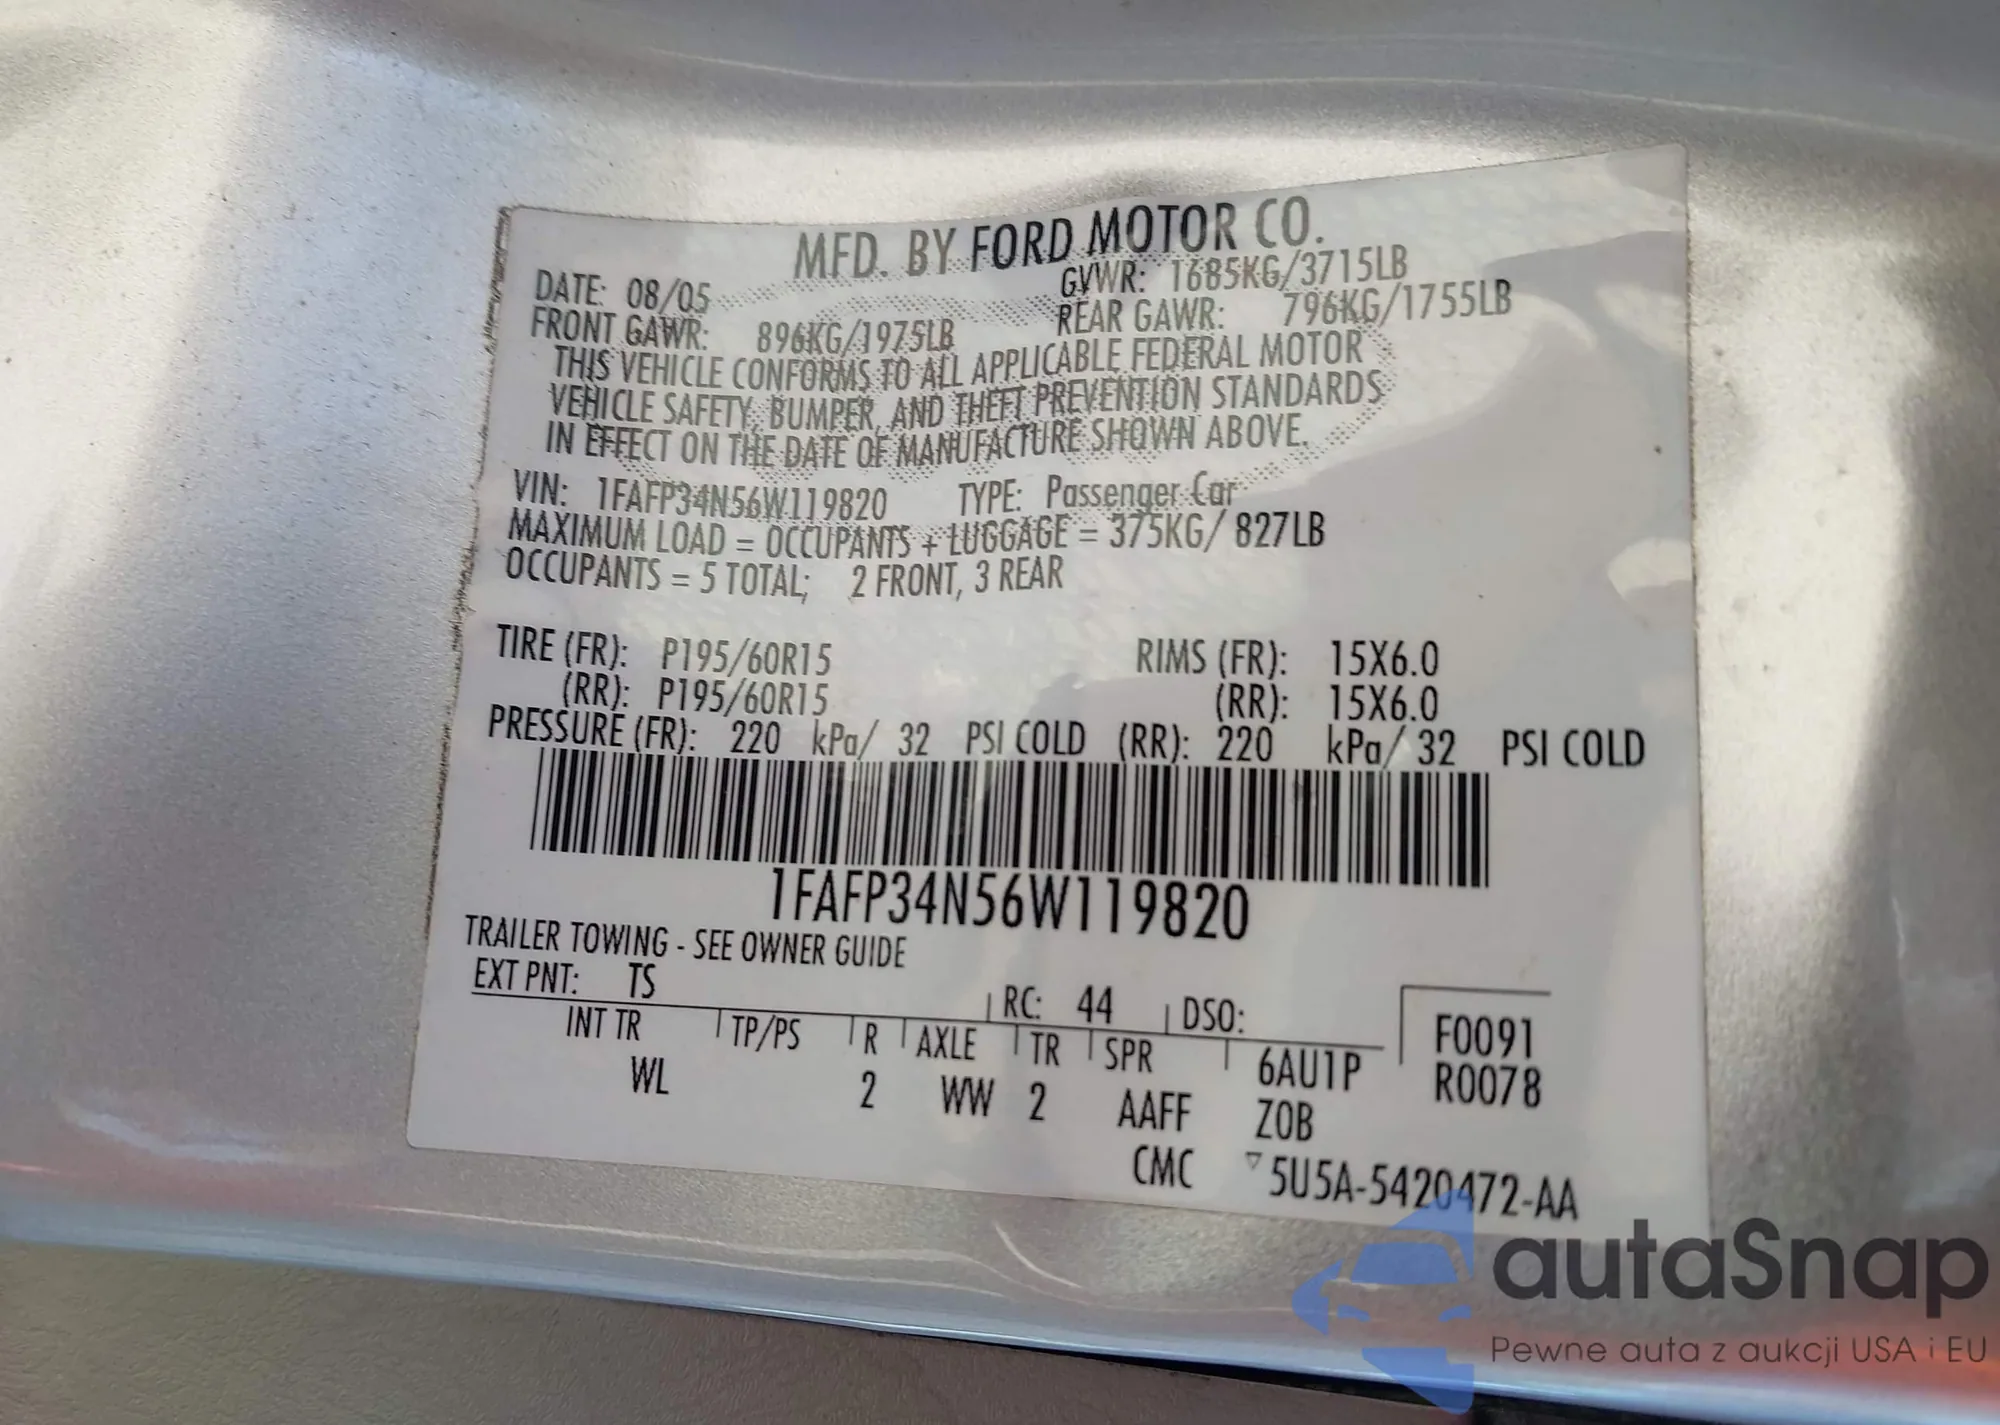 MFD. BY FORD MOTOR CO.
DATE: 08/05 GVWR: 1685KG/3715LB
FRONT GAWR: 896KG/1975LB REAR GAWR: 796KG/1755LB
THIS VEHICLE CONFORMS TO ALL APPLICABLE FEDERAL MOTOR
VEHICLE SAFETY, BUMPER, AND THEFT PREVENTION STANDARDS
IN EFFECT ON THE DATE OF MANUFACTURE SHOWN ABOVE.
VIN: 1FAFP34N56W119820 TYPE: Passenger Car
MAXIMUM LOAD = OCCUPANTS + LUGGAGE = 375KG/ 827LB
OCCUPANTS = 5 TOTAL; 2 FRONT, 3 REAR
TIRE (FR): P195/60R15 RIMS (FR): 15X6.0
(RR): P195/60R15 (RR): 15X6.0
PRESSURE (FR): 220 kPa/ 32 PSI COLD (RR): 220 kPa/ 32 PSI COLD
1FAFP34N56W119820
TRAILER TOWING - SEE OWNER GUIDE
EXT PNT: TS RC: 44 DSO: F0091
INT TR TP/PS R AXLE TR SPR 6AU1P R0078
WL 2 WW 2 AAFF Z0B
CMC ▽5U5A-5420472-AA
autaSnap
Pewne auta z aukcji USA i EU